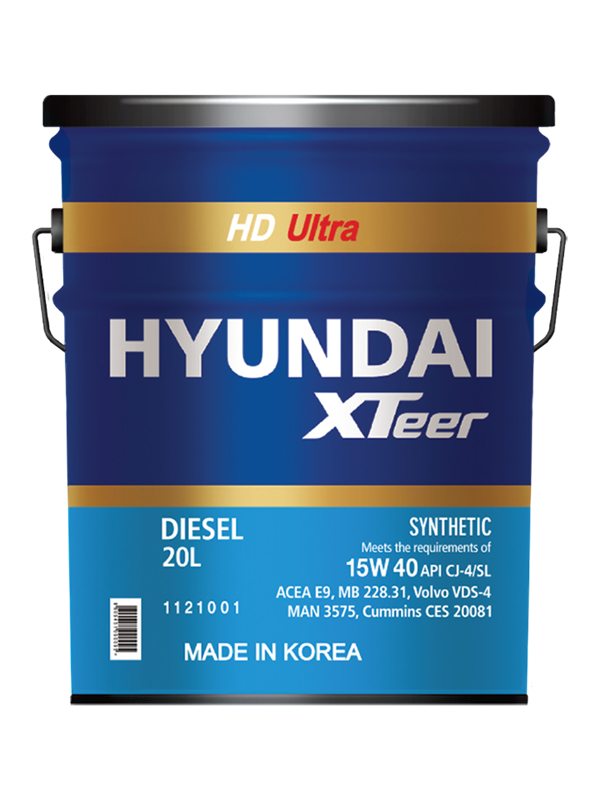 HD Ultra
HYUNDAI
XTeer
DIESEL
20L
SYNTHETIC
Meets the requirements of
15W 40 API CJ-4/SL
ACEA E9, MB 228.31, Volvo VDS-4
MAN 3575, Cummins CES 20081
1121001
MADE IN KOREA